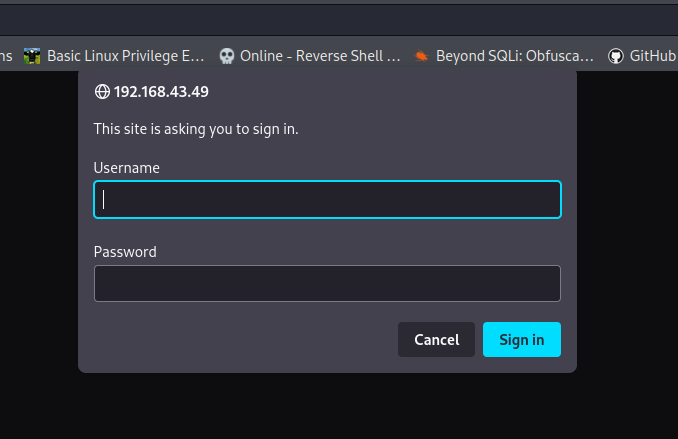 ns Basic Linux Privilege E... Online - Reverse Shell ... Beyond SQLi: Obfusca... GitHub
192.168.43.49
This site is asking you to sign in.
Username
Password
Cancel Sign in